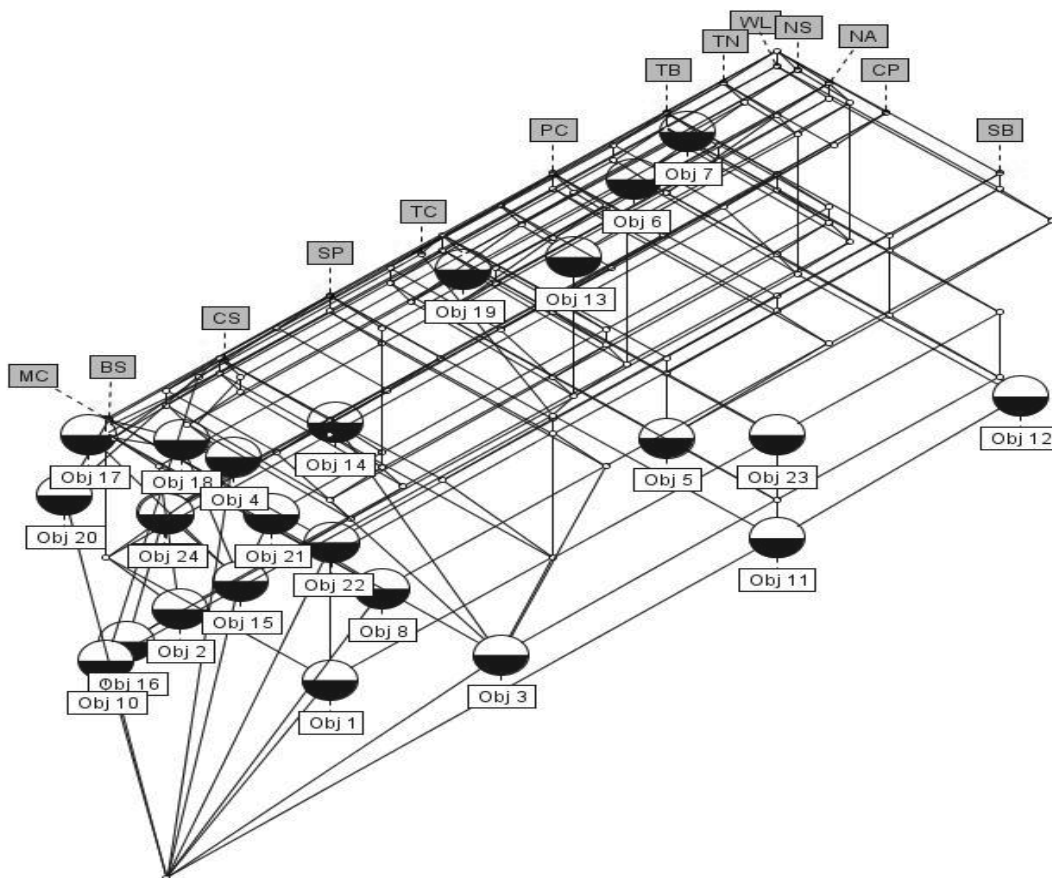 WL
NS
TN
NA
TB
CP
PC
SB
Obj 7
TC
Obj 6
SP
Obj 13
Obj 19
CS
MC
BS
Obj 12
Obj 14
Obj 17
Obj 18
Obj 5
Obj 23
Obj 4
Obj 20
Obj 24
Obj 21
Obj 22
Obj 11
Obj 15
Obj 8
Obj 2
Obj 16
Obj 3
Obj 10
Obj 1